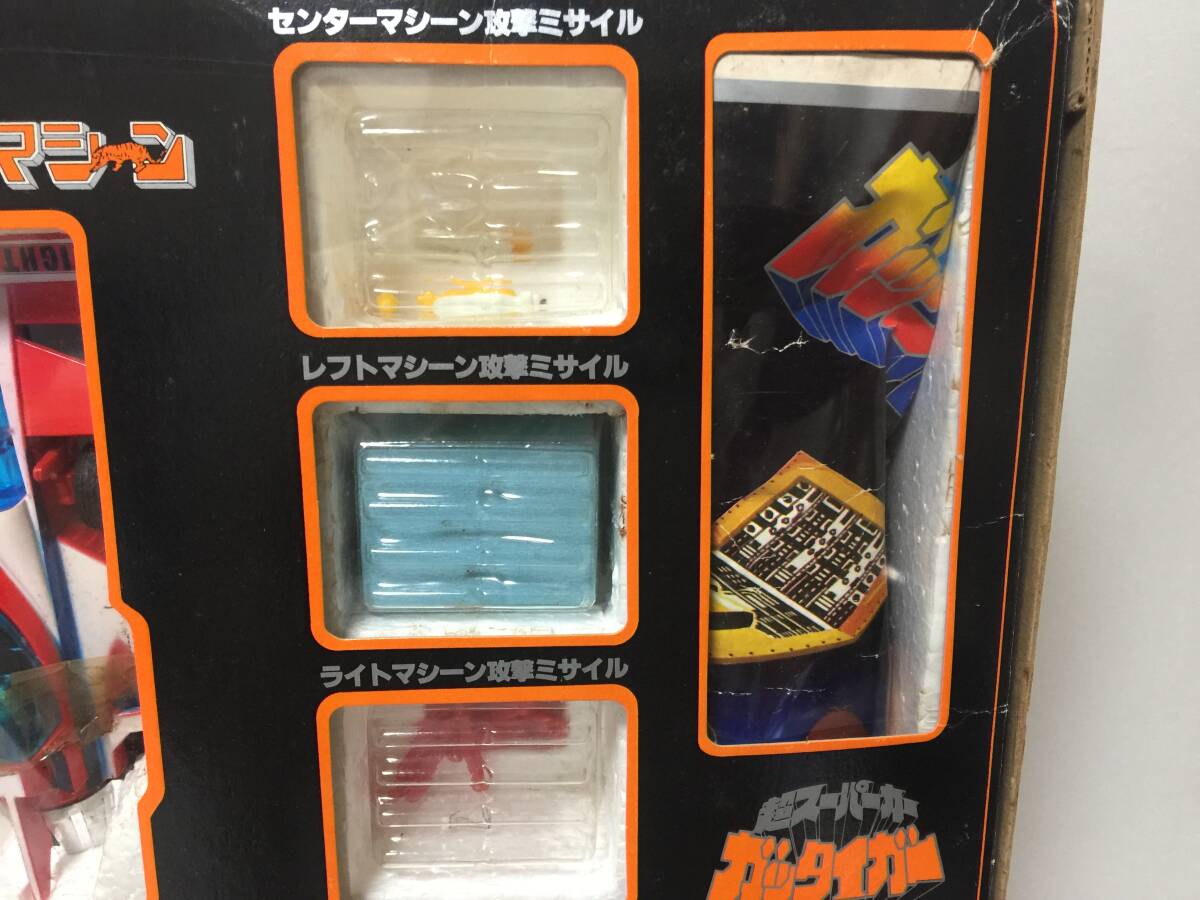 センターマシーン攻撃ミサイル
マシーン
IGHT
レフトマシーン攻撃ミサイル
ライトマシーン攻撃ミサイル
超スーパーカー
ガッタイガー